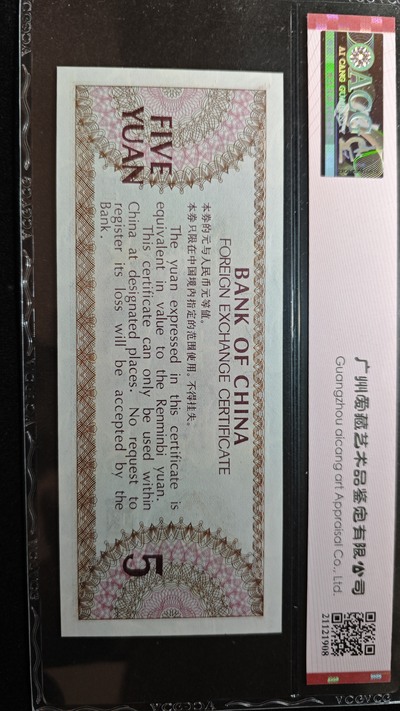 ACG
AI CANG GU
广州爱藏艺术品鉴定有限公司
Guangzhou aicang art Appraisal Co., Ltd.
21121908
BANK OF CHINA
FOREIGN EXCHANGE CERTIFICATE
本券的元与人民币元等值。
本券只限在中国境内指定的范围使用。不得挂失。
The yuan expressed in this certificate is
equivalent in value to the Renminbi yuan.
This certificate can only be used within
China at designated places. No request to
register its loss will be accepted by the
Bank.
FIVE
YUAN
5